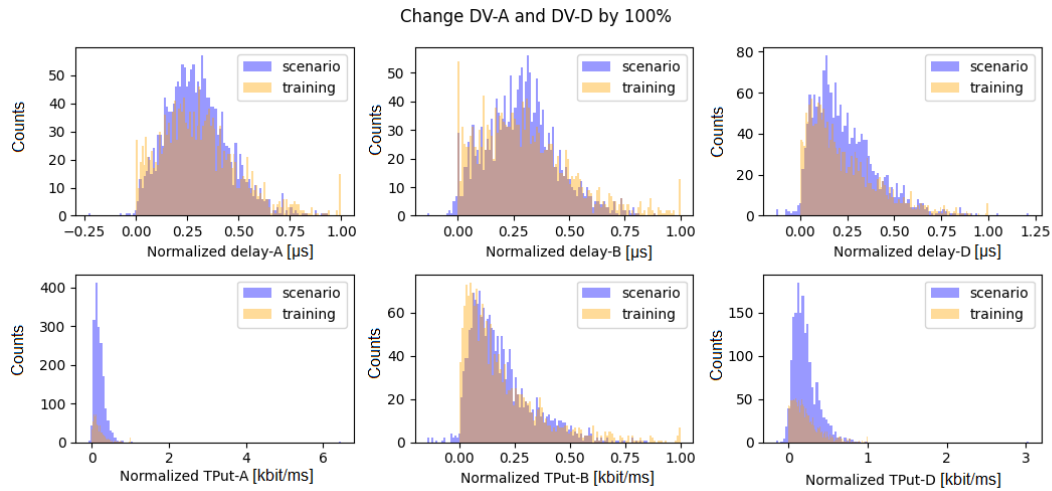 Change DV-A and DV-D by 100%
50
40
30
20
10
0
Counts
scenario
training
−0.25 0.00 0.25 0.50 0.75 1.00
Normalized delay-A [µs]
50
40
30
20
10
0
Counts
scenario
training
0.00 0.25 0.50 0.75 1.00
Normalized delay-B [µs]
80
60
40
20
0
Counts
scenario
training
0.00 0.25 0.50 0.75 1.00 1.25
Normalized delay-D [µs]
400
300
200
100
0
Counts
scenario
training
0 2 4 6
Normalized TPut-A [kbit/ms]
60
40
20
0
Counts
scenario
training
0.00 0.25 0.50 0.75 1.00
Normalized TPut-B [kbit/ms]
150
100
50
0
Counts
scenario
training
0 1 2 3
Normalized TPut-D [kbit/ms]